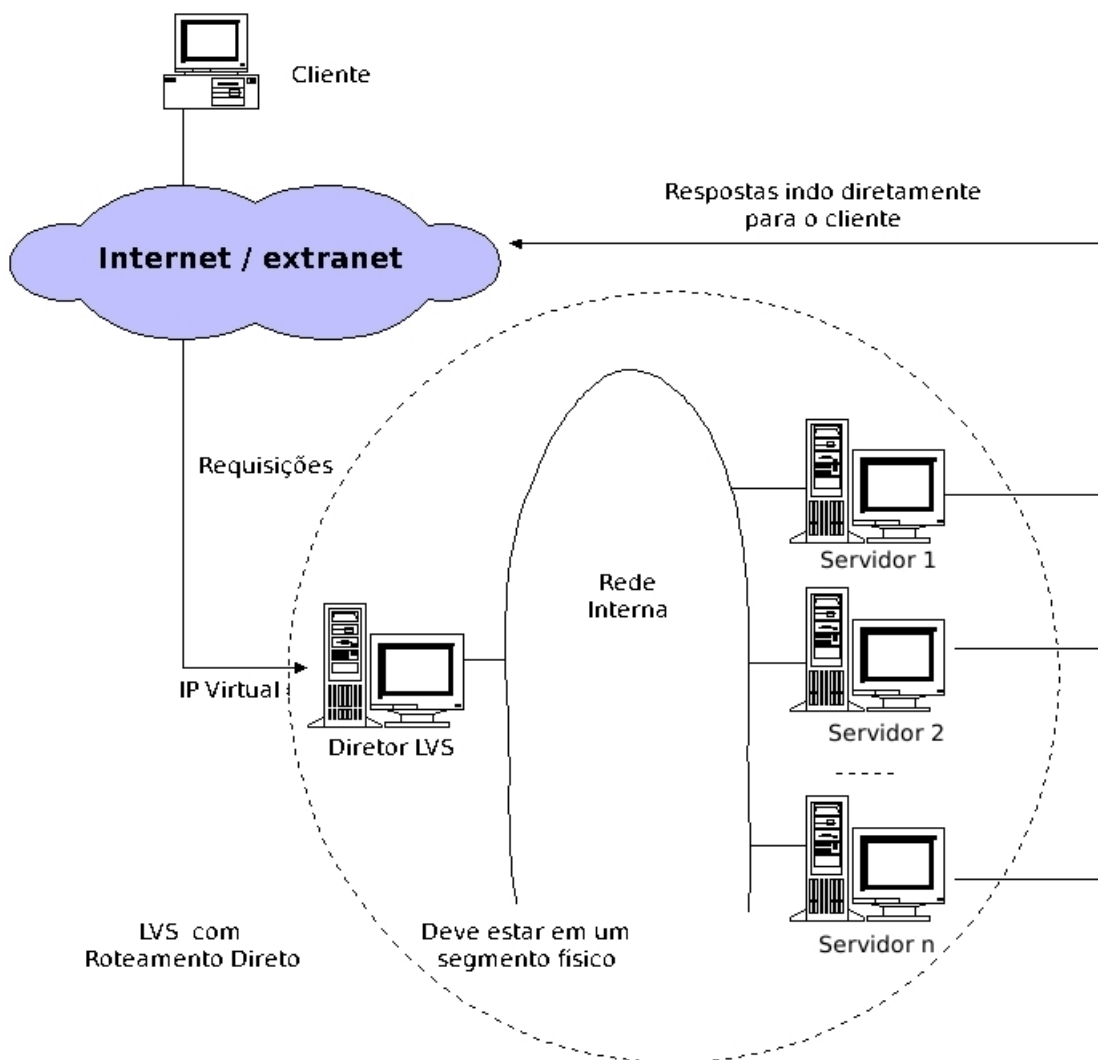 Cliente
Respostas indo diretamente
para o cliente
Internet / extranet
Requisições
Servidor 1
Rede
Interna
IP Virtual
Diretor LVS
Servidor 2
Servidor n
LVS com
Roteamento Direto
Deve estar em um
segmento físico